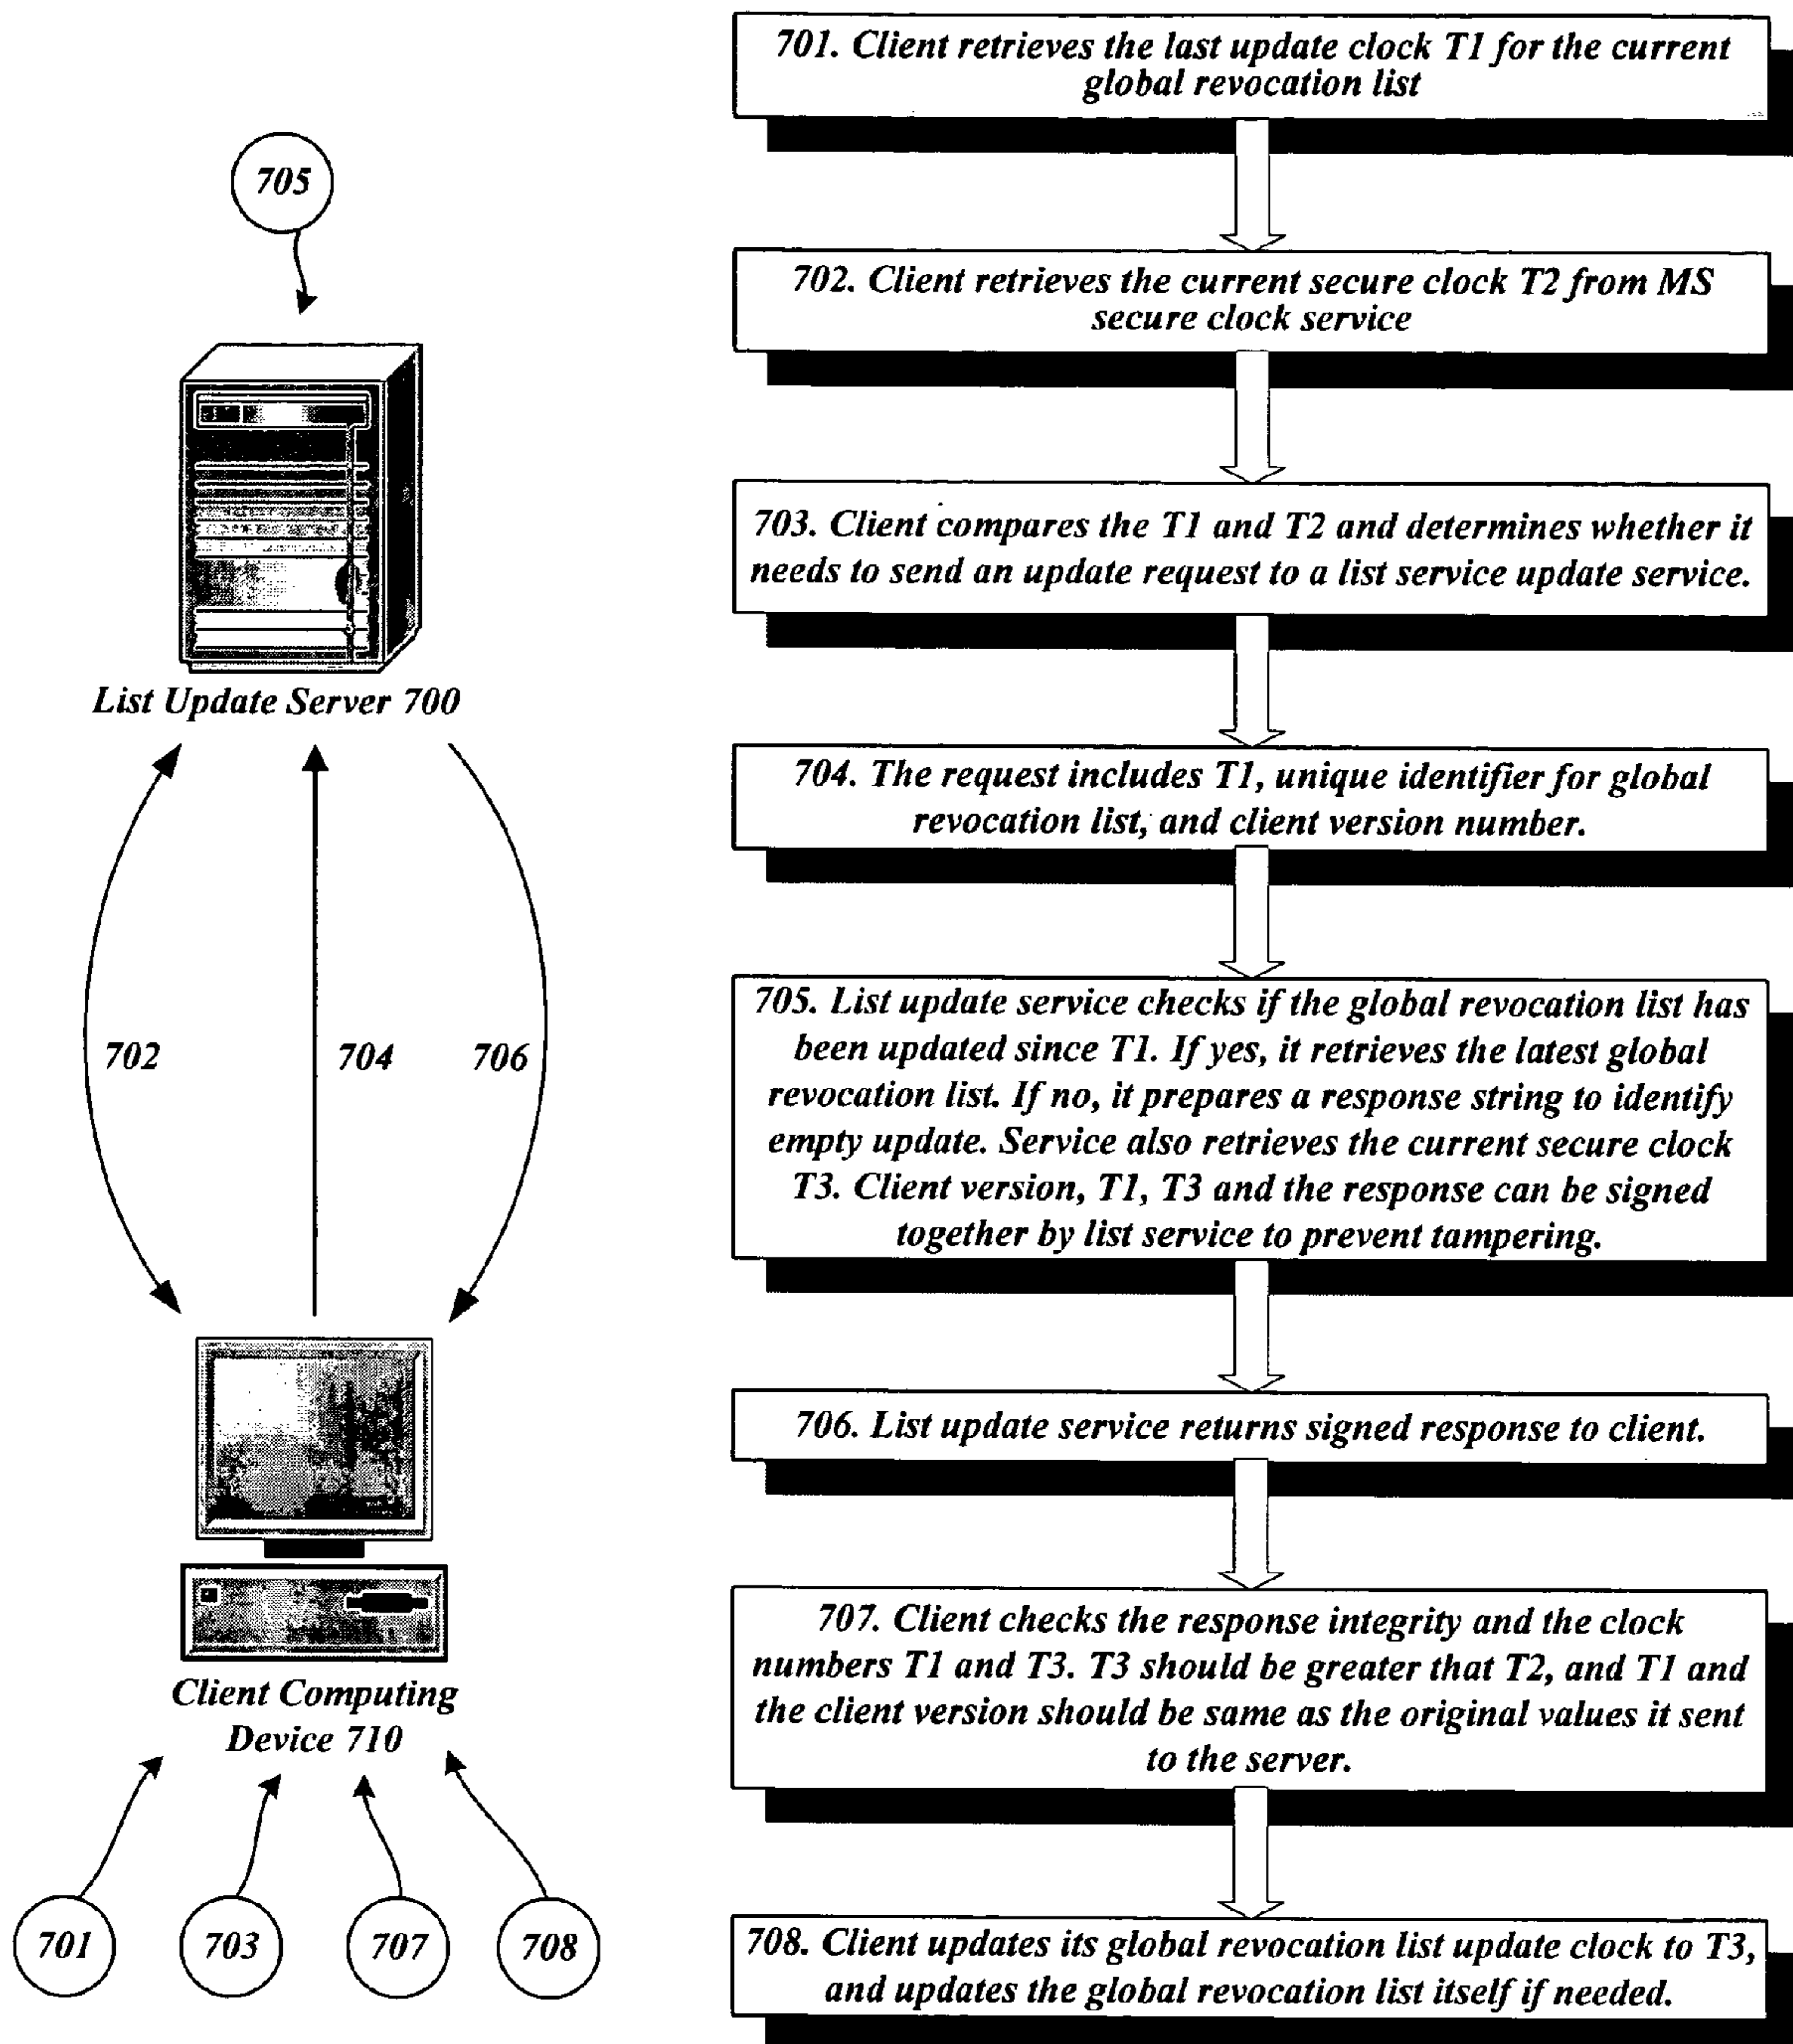 705
List Update Server 700
702
704
706
Client Computing
Device 710
701
703
707
708
701. Client retrieves the last update clock T1 for the current
global revocation list
702. Client retrieves the current secure clock T2 from MS
secure clock service
703. Client compares the T1 and T2 and determines whether it
needs to send an update request to a list service update service.
704. The request includes T1, unique identifier for global
revocation list, and client version number.
705. List update service checks if the global revocation list has
been updated since T1. If yes, it retrieves the latest global
revocation list. If no, it prepares a response string to identify
empty update. Service also retrieves the current secure clock
T3. Client version, T1, T3 and the response can be signed
together by list service to prevent tampering.
706. List update service returns signed response to client.
707. Client checks the response integrity and the clock
numbers T1 and T3. T3 should be greater that T2, and T1 and
the client version should be same as the original values it sent
to the server.
708. Client updates its global revocation list update clock to T3,
and updates the global revocation list itself if needed.